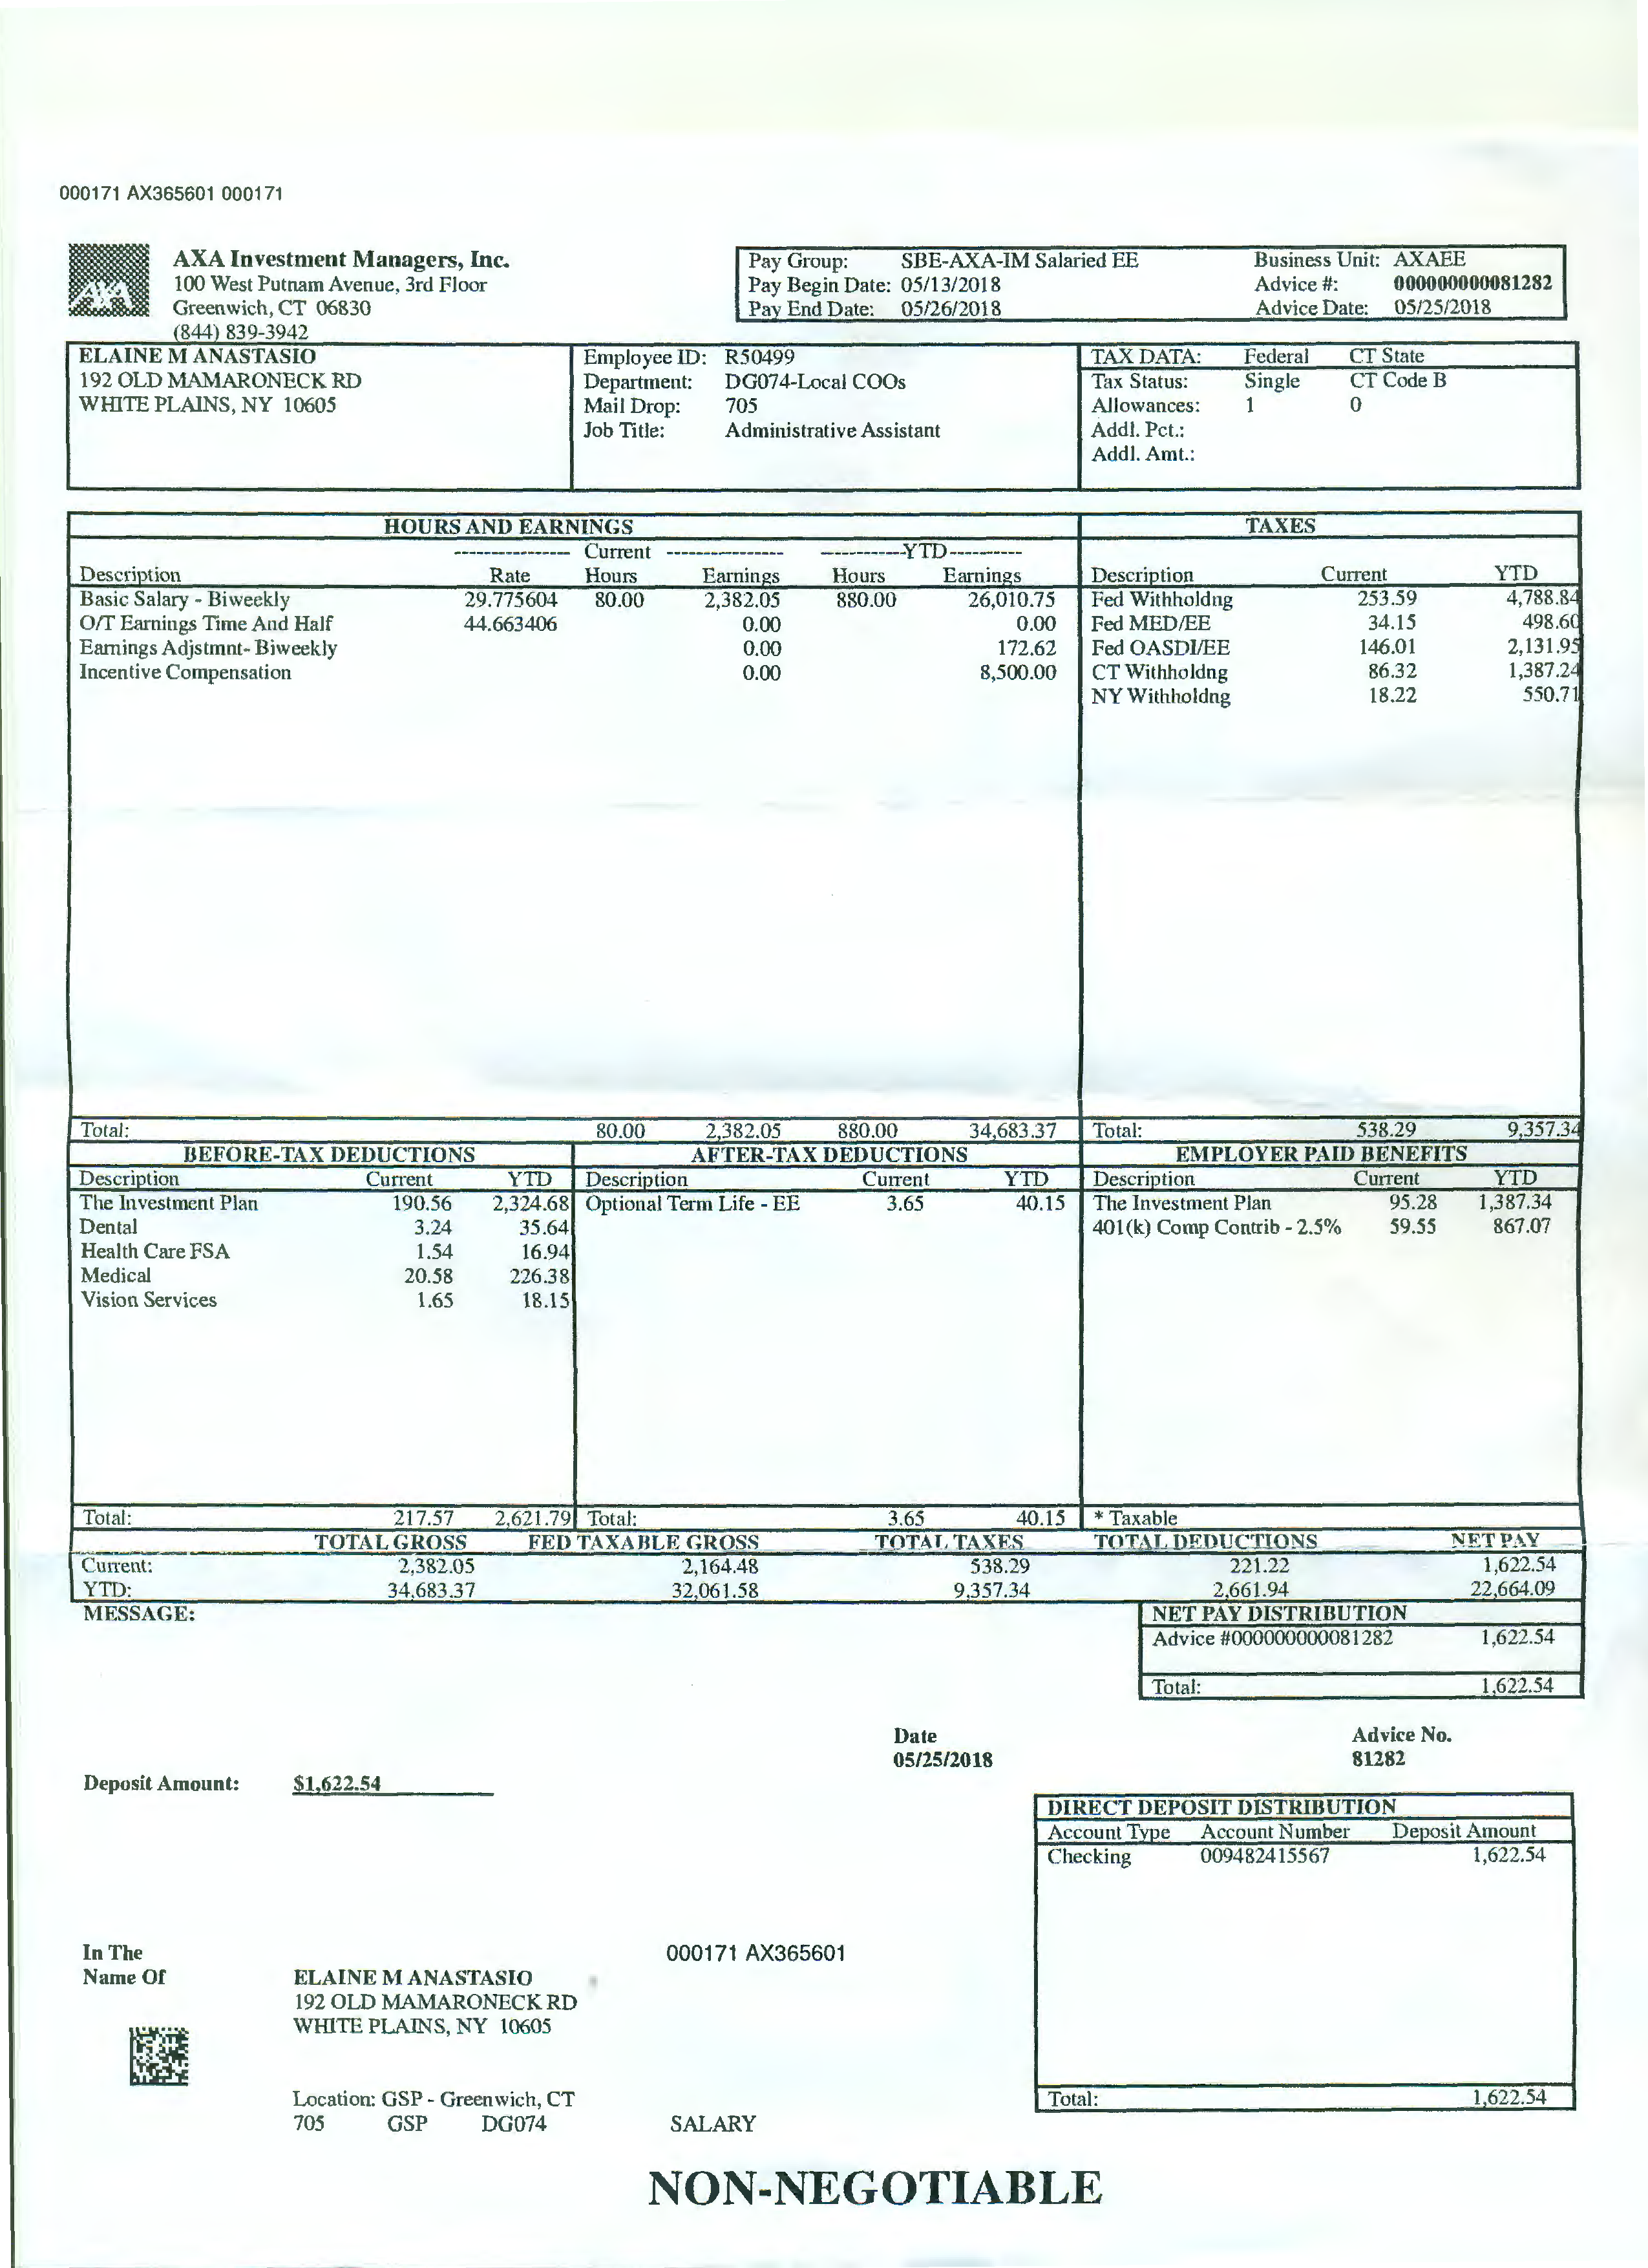 000171 AX365601 000171
AXA
AXA Investment Managers, Inc.
100 West Putnam Avenue, 3rd Floor
Greenwich, CT 06830
(844) 839-3942
Pay Group: SBE-AXA-IM Salaried EE Business Unit: AXAEE
Pay Begin Date: 05/13/2018 Advice #: 000000000081282
Pay End Date: 05/26/2018 Advice Date: 05/25/2018
ELAINE M ANASTASIO
192 OLD MAMARONECK RD
WHITE PLAINS, NY 10605
Employee ID: R50499
Department: DG074-Local COOs
Mail Drop: 705
Job Title: Administrative Assistant
TAX DATA: Federal CT State
Tax Status: Single CT Code B
Allowances: 1 0
Addl. Pct.:
Addl. Amt.:
HOURS AND EARNINGS
--------------- Current --------------- -----------YTD----------
Description Rate Hours Earnings Hours Earnings
Basic Salary - Biweekly 29.775604 80.00 2,382.05 880.00 26,010.75
O/T Earnings Time And Half 44.663406 0.00 0.00
Earnings Adjstmnt- Biweekly 0.00 172.62
Incentive Compensation 0.00 8,500.00
Total: 80.00 2,382.05 880.00 34,683.37
TAXES
Description Current YTD
Fed Withholdng 253.59 4,788.84
Fed MED/EE 34.15 498.60
Fed OASDI/EE 146.01 2,131.95
CT Withholdng 86.32 1,387.24
NY Withholdng 18.22 550.71
Total: 538.29 9,357.34
BEFORE-TAX DEDUCTIONS
Description Current YTD
The Investment Plan 190.56 2,324.68
Dental 3.24 35.64
Health Care FSA 1.54 16.94
Medical 20.58 226.38
Vision Services 1.65 18.15
Total: 217.57 2,621.79
AFTER-TAX DEDUCTIONS
Description Current YTD
Optional Term Life - EE 3.65 40.15
Total: 3.65 40.15
EMPLOYER PAID BENEFITS
Description Current YTD
The Investment Plan 95.28 1,387.34
401(k) Comp Contrib - 2.5% 59.55 867.07
* Taxable
TOTAL GROSS FED TAXABLE GROSS TOTAL TAXES TOTAL DEDUCTIONS NET PAY
Current: 2,382.05 2,164.48 538.29 221.22 1,622.54
YTD: 34,683.37 32,061.58 9,357.34 2,661.94 22,664.09
MESSAGE:
NET PAY DISTRIBUTION
Advice #000000000081282 1,622.54
Total: 1,622.54
Date Advice No.
05/25/2018 81282
Deposit Amount: $1,622.54
DIRECT DEPOSIT DISTRIBUTION
Account Type Account Number Deposit Amount
Checking 009482415567 1,622.54
Total: 1,622.54
In The
Name Of
000171 AX365601
ELAINE M ANASTASIO
192 OLD MAMARONECK RD
WHITE PLAINS, NY 10605
Location: GSP - Greenwich, CT
705 GSP DG074 SALARY
NON-NEGOTIABLE